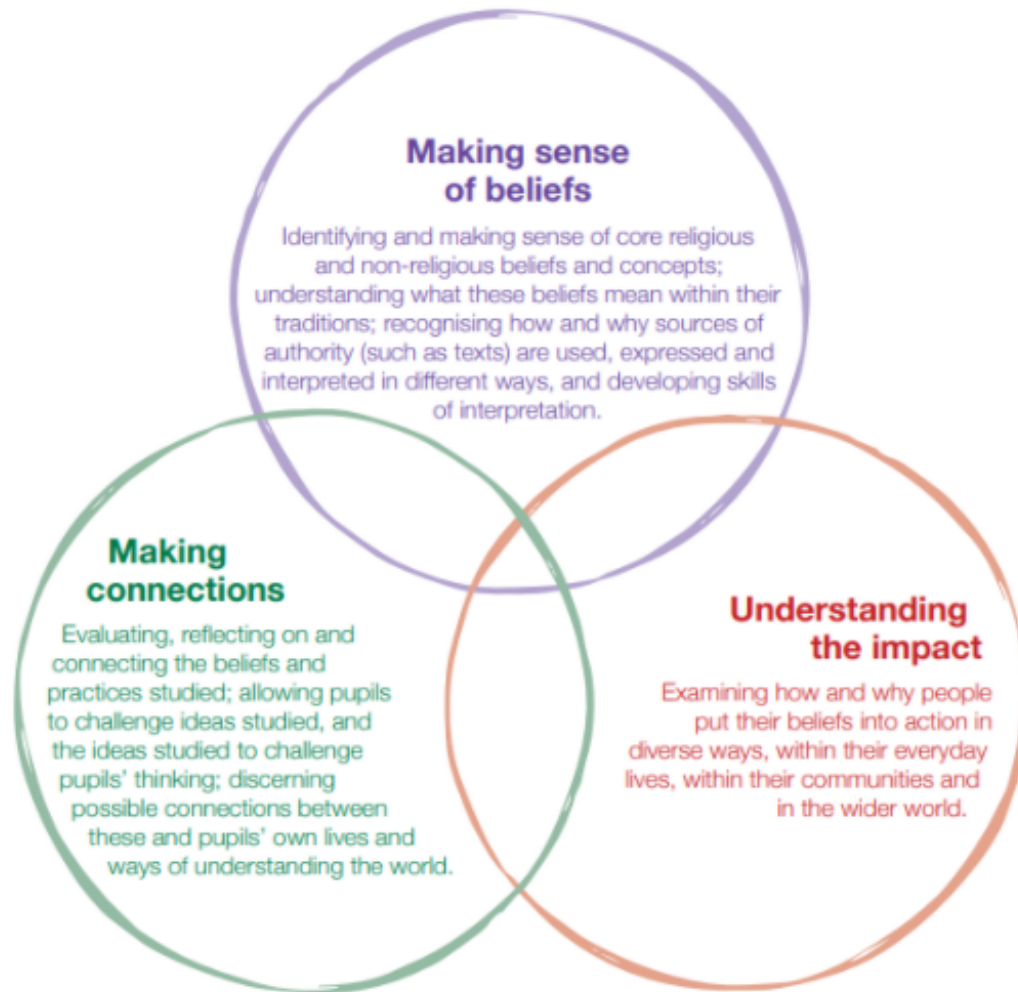 Making sense
of beliefs
Identifying and making sense of core religious
and non-religious beliefs and concepts;
understanding what these beliefs mean within their
traditions; recognising how and why sources of
authority (such as texts) are used, expressed and
interpreted in different ways, and developing skills
of interpretation.
Making
connections
Evaluating, reflecting on and
connecting the beliefs and
practices studied; allowing pupils
to challenge ideas studied, and
the ideas studied to challenge
pupils’ thinking; discerning
possible connections between
these and pupils’ own lives and
ways of understanding the world.
Understanding
the impact
Examining how and why people
put their beliefs into action in
diverse ways, within their everyday
lives, within their communities and
in the wider world.